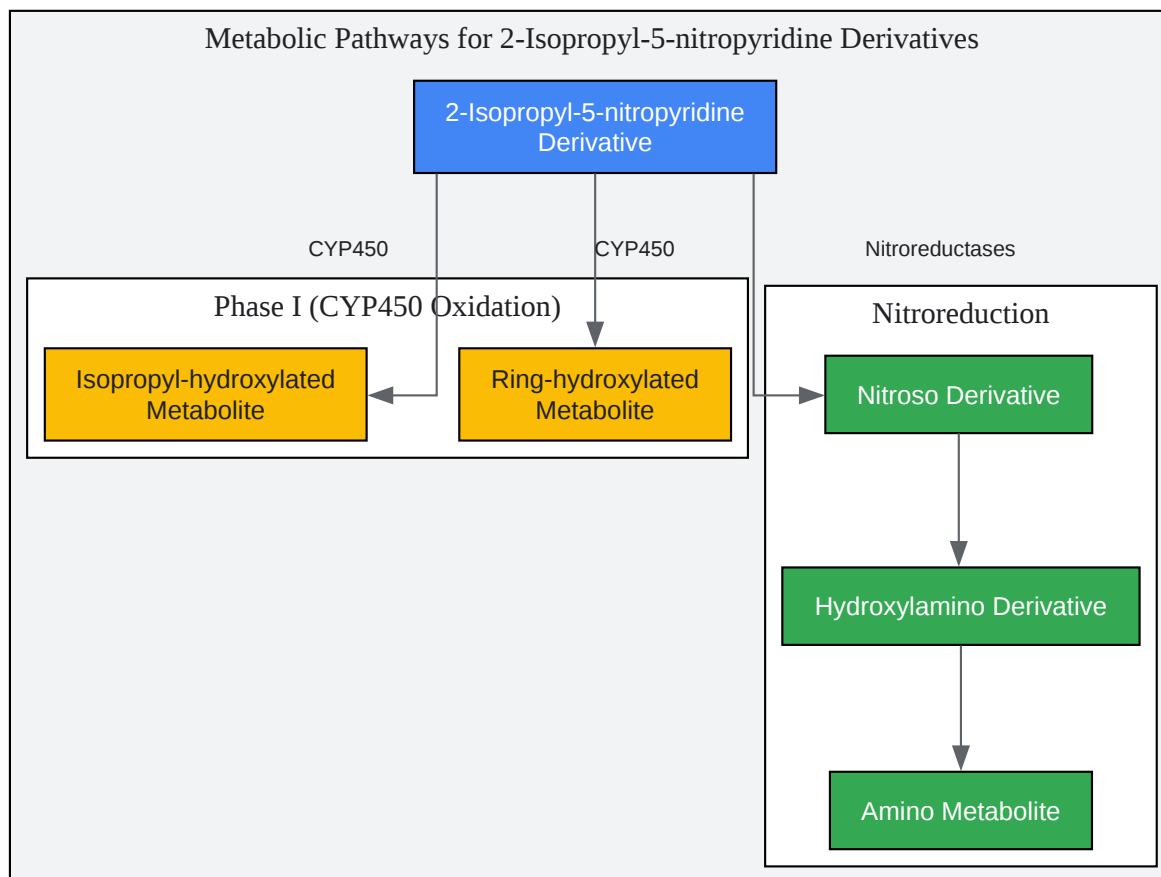 Metabolic Pathways for 2-Isopropyl-5-nitropyridine Derivatives
2-Isopropyl-5-nitropyridine
Derivative
CYP450
CYP450
Nitroreductases
Phase I (CYP450 Oxidation)
Isopropyl-hydroxylated
Metabolite
Ring-hydroxylated
Metabolite
Nitroreduction
Nitroso Derivative
Hydroxylamino Derivative
Amino Metabolite